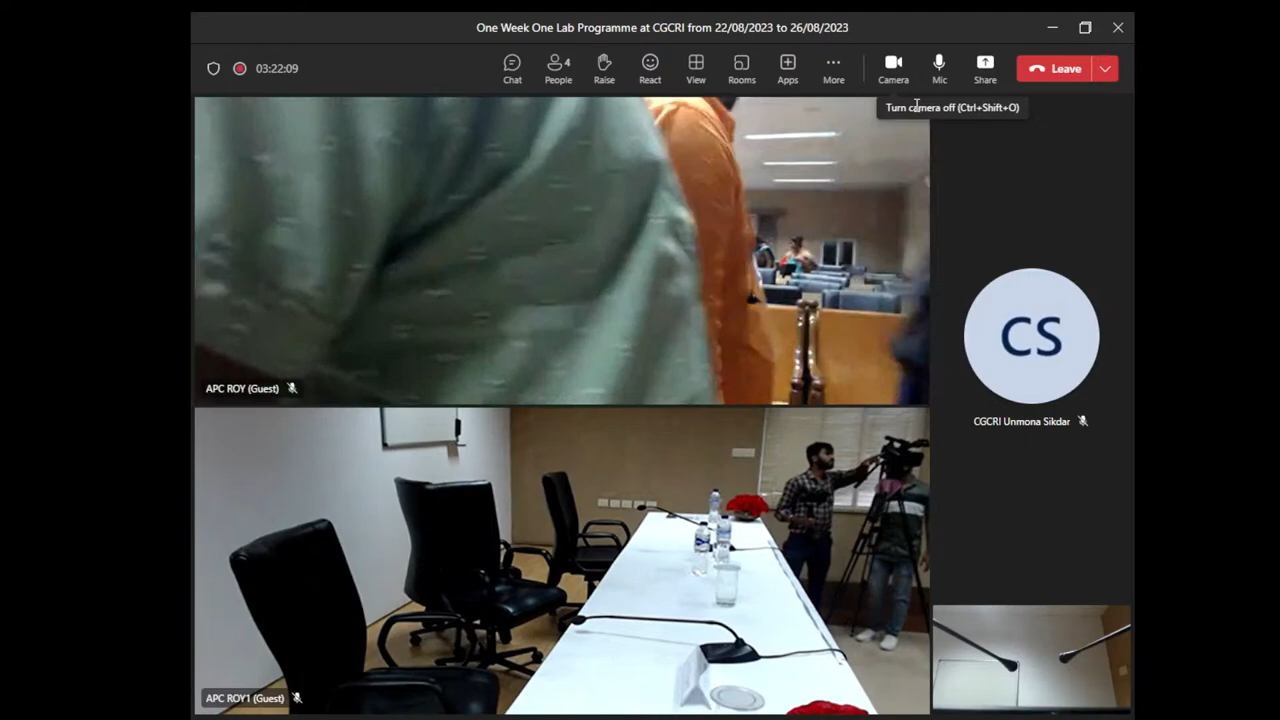 One Week One Lab Programme at CGCRI from 22/08/2023 to 26/08/2023
03:22:09
Chat
4
People
Raise
React
View
Rooms
Apps
More
Camera
Mic
Share
Leave
Turn camera off (Ctrl+Shift+O)
APC ROY (Guest)
CS
CGCRI Unmona Sikdar
APC ROY1 (Guest)